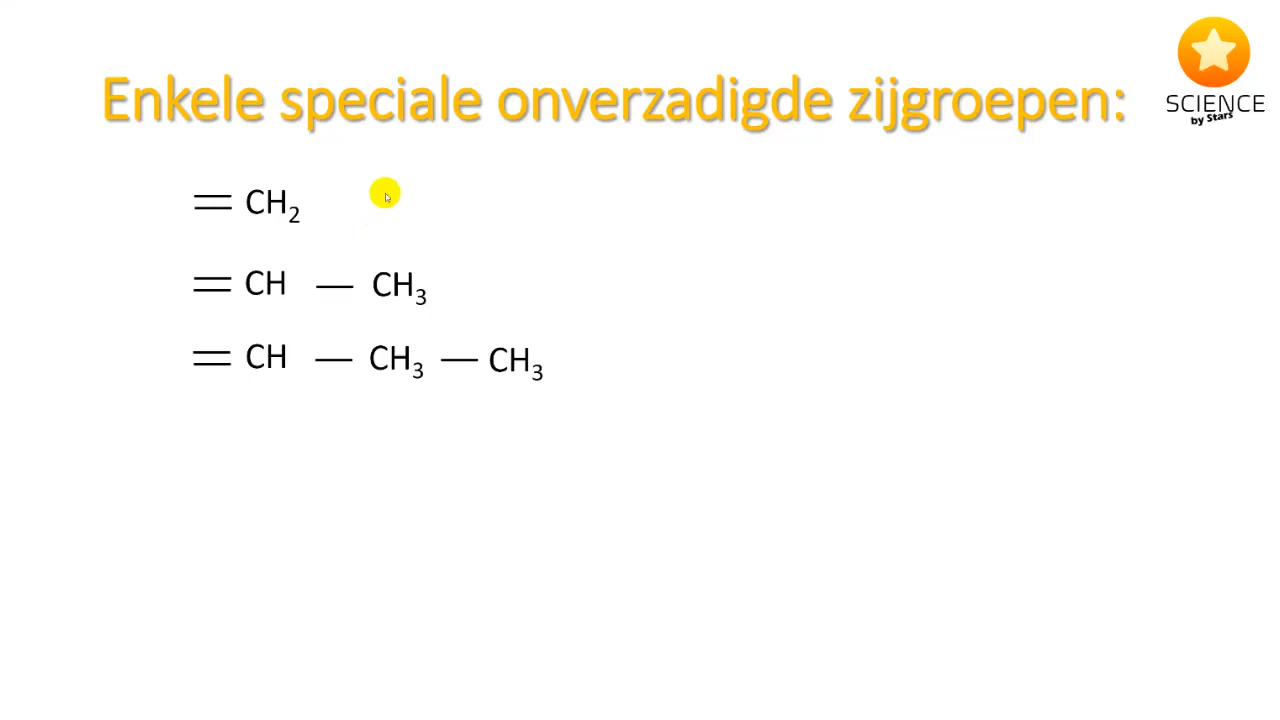 Enkele speciale onverzadigde zijgroepen:
SCIENCE
by Stars
═ CH₂
═ CH — CH₃
═ CH — CH₃ — CH₃